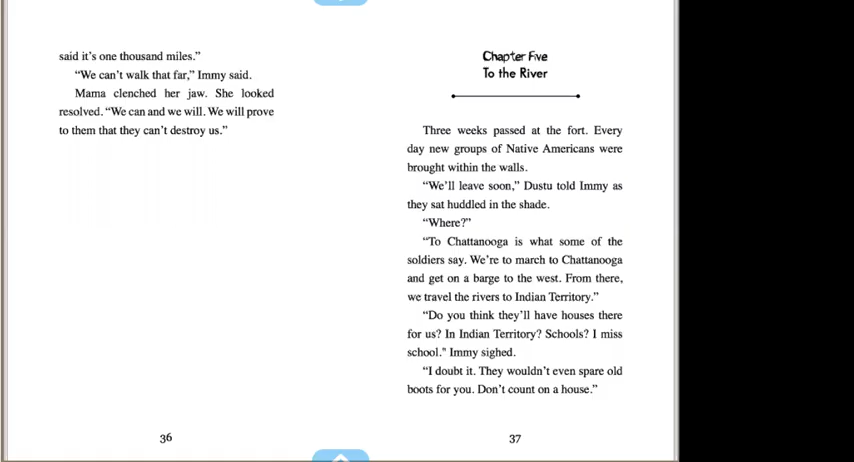 said it’s one thousand miles.”
“We can’t walk that far,” Immy said.
Mama clenched her jaw. She looked
resolved. “We can and we will. We will prove
to them that they can’t destroy us.”
36
Chapter Five
To the River
Three weeks passed at the fort. Every
day new groups of Native Americans were
brought within the walls.
“We’ll leave soon,” Dustu told Immy as
they sat huddled in the shade.
“Where?”
“To Chattanooga is what some of the
soldiers say. We’re to march to Chattanooga
and get on a barge to the west. From there,
we travel the rivers to Indian Territory.”
“Do you think they’ll have houses there
for us? In Indian Territory? Schools? I miss
school." Immy sighed.
“I doubt it. They wouldn’t even spare old
boots for you. Don’t count on a house.”
37